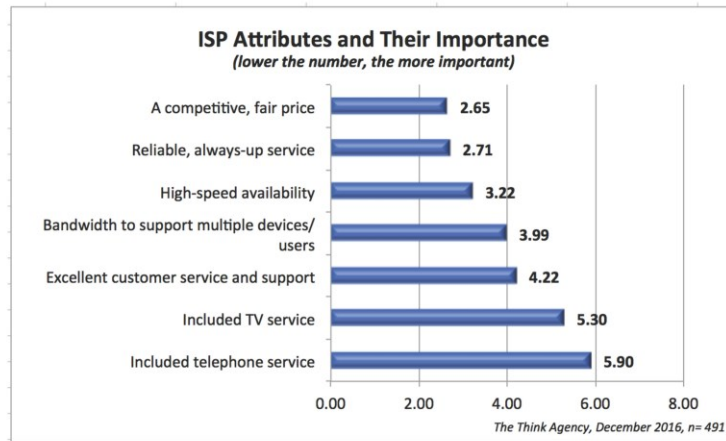 ISP Attributes and Their Importance
(lower the number, the more important)
A competitive, fair price 2.65
Reliable, always-up service 2.71
High-speed availability 3.22
Bandwidth to support multiple devices/
users 3.99
Excellent customer service and support 4.22
Included TV service 5.30
Included telephone service 5.90
0.00 2.00 4.00 6.00 8.00
The Think Agency, December 2016, n= 491